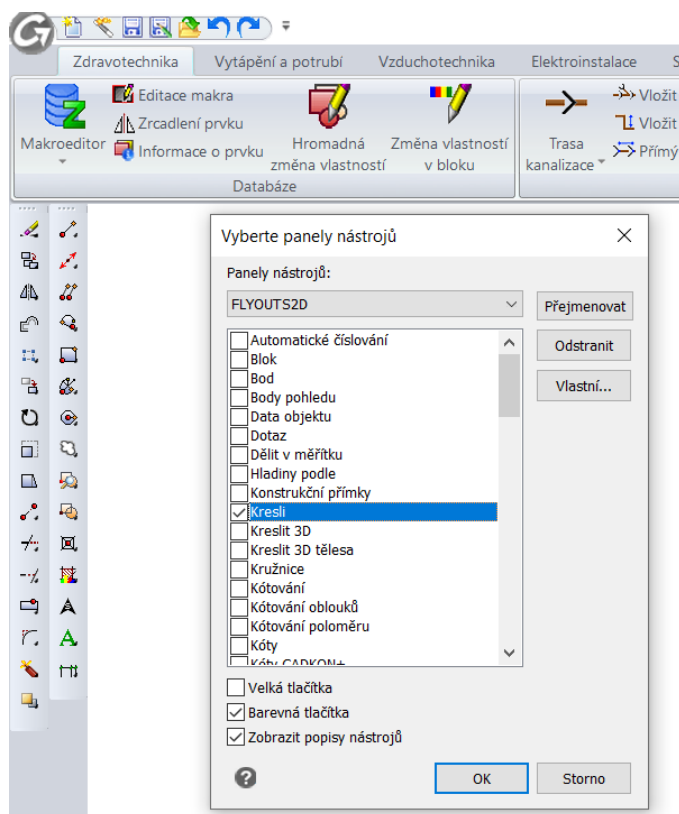 Zdravotechnika Vytápění a potrubí Vzduchotechnika Elektroinstalace S
Makroeditor
Editace makra
Zrcadlení prvku
Informace o prvku
Hromadná
změna vlastností
Změna vlastností
v bloku
Databáze
Trasa
kanalizace
Vložit
Vložit
Přímý
Vyberte panely nástrojů
Panely nástrojů:
FLYOUTS2D
Přejmenovat
Odstranit
Vlastní...
Automatické číslování
Blok
Bod
Body pohledu
Data objektu
Dotaz
Dělit v měřítku
Hladiny podle
Konstrukční přímky
Kresli
Kreslit 3D
Kreslit 3D tělesa
Kružnice
Kótování
Kótování oblouků
Kótování poloměru
Kóty
Kóty CADKON+
Velká tlačítka
Barevná tlačítka
Zobrazit popisy nástrojů
OK
Storno